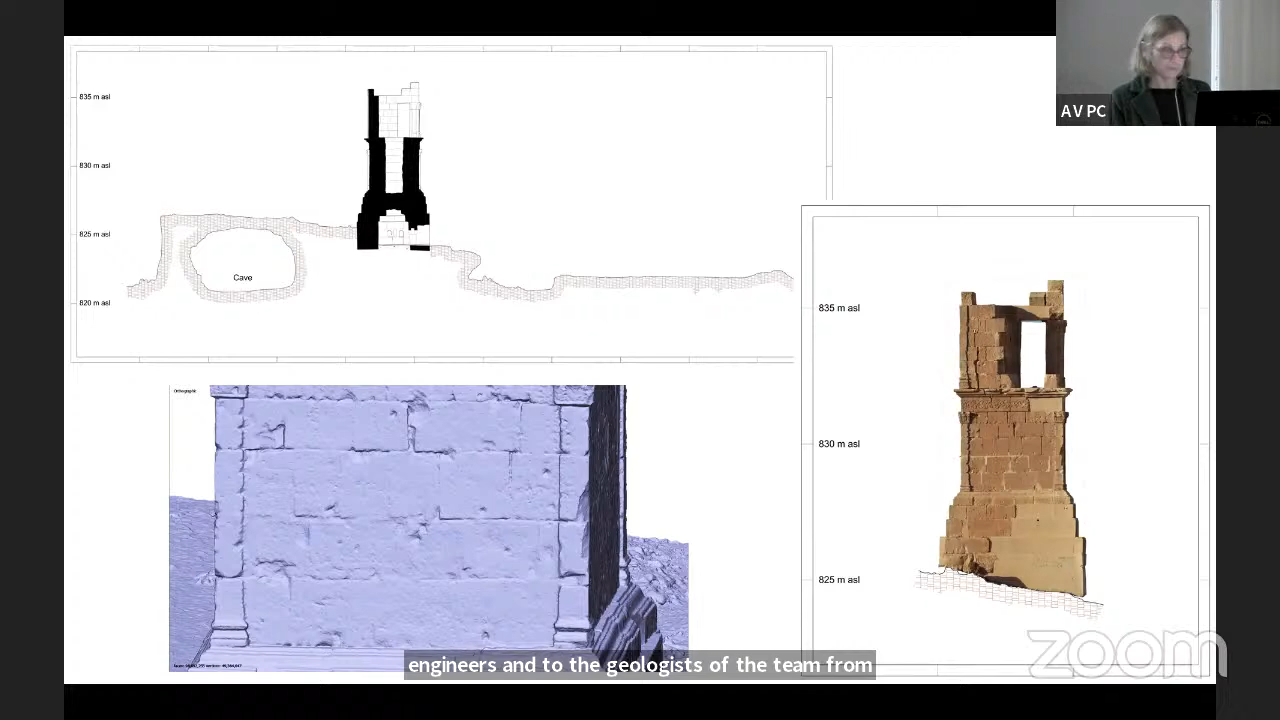 835 m asl
830 m asl
825 m asl
Cave
820 m asl
AV PC
835 m asl
830 m asl
825 m asl
Orthographic
engineers and to the geologists of the team from
zoom